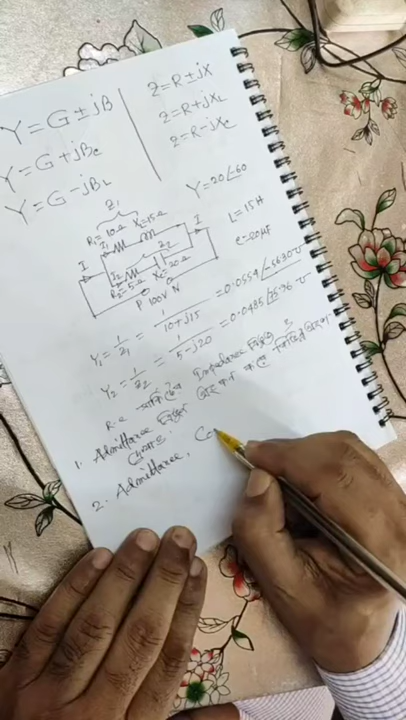 Y = G ± jB
Y = G + jBc
Y = G - jBL
Z = R ± jX
Z = R + jXL
Z = R - jXc
Y = 20∠-60
L = 15H
C = 20μF
Z1
R1 = 10Ω X = 15Ω
I I1 I
Z2
I2
R2 = 5Ω X = 20Ω
P 100V N
Y1 = 1/Z1 = 1/(10+j15) = 0.0554∠-56.30 ℧
Y2 = 1/Z2 = 1/(5-j20) = 0.0485∠75.96 ℧
Impedance
1. Admittance
2. Admittance, Co